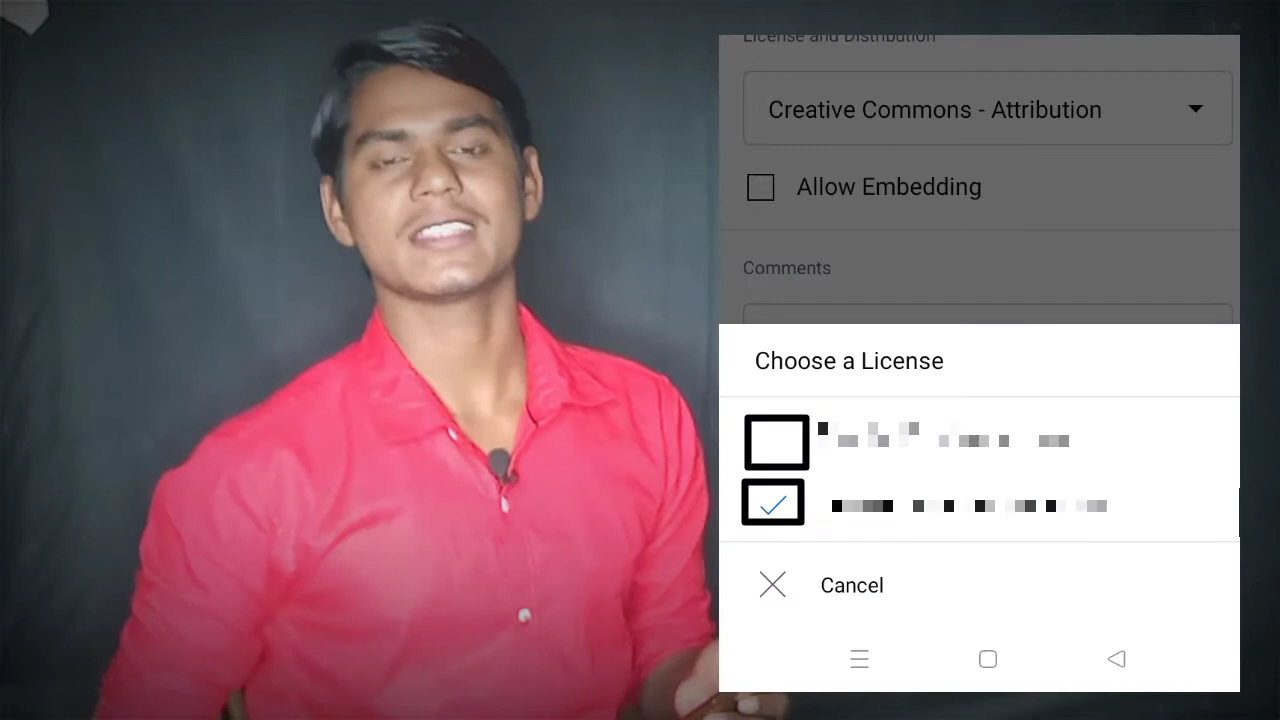 License and Distribution
Creative Commons - Attribution
Allow Embedding
Comments
Choose a License
Cancel